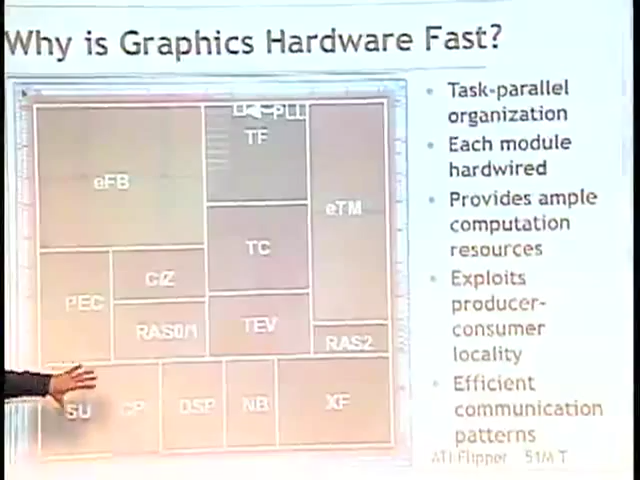 Why is Graphics Hardware Fast?
PLL
TF
eFB
eTM
TC
C/Z
PEC
RAS0/1
TEV
RAS2
SU
CP
DSP
NB
XF
• Task-parallel
organization
• Each module
hardwired
• Provides ample
computation
resources
• Exploits
producer-
consumer
locality
• Efficient
communication
patterns
ATI Flipper 51M T